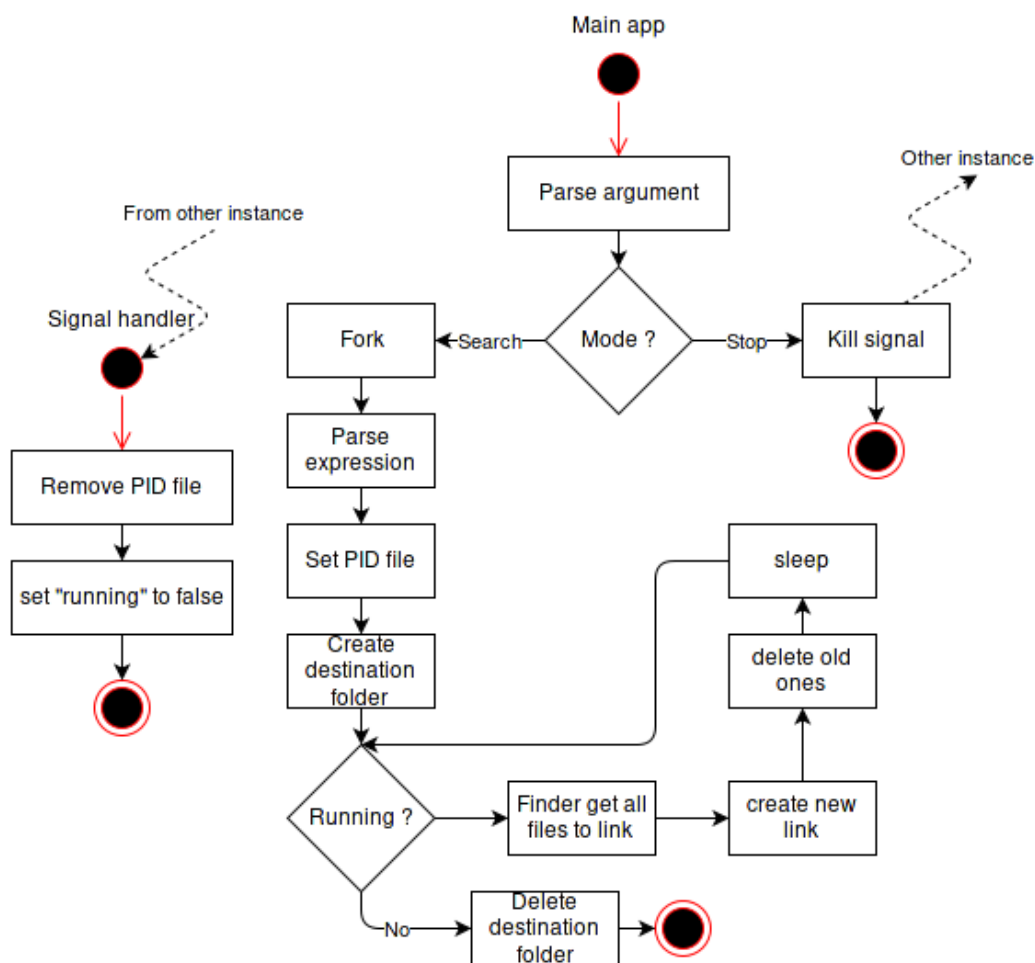 Main app
Parse argument
Other instance
From other instance
Signal handler
Fork
Search
Mode ?
Stop
Kill signal
Parse
expression
Remove PID file
Set PID file
sleep
set "running" to false
Create
destination
folder
delete old
ones
Running ?
Finder get all
files to link
create new
link
No
Delete
destination
folder